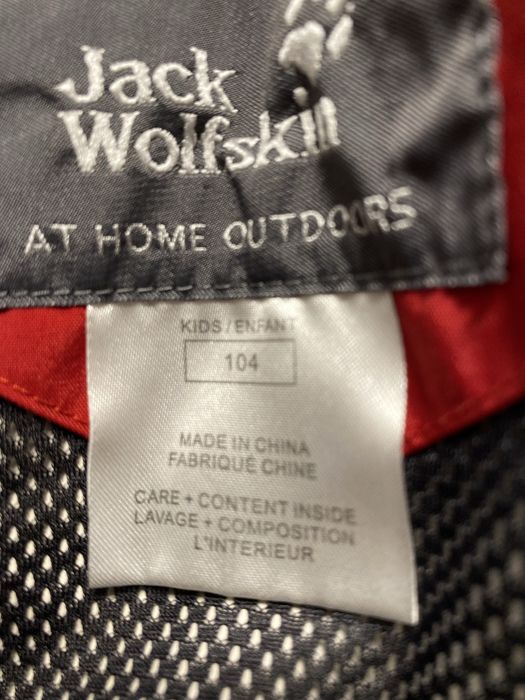 Jack
Wolfskin
AT HOME OUTDOORS
KIDS / ENFANT
104
MADE IN CHINA
FABRIQUÉ CHINE
CARE + CONTENT INSIDE
LAVAGE + COMPOSITION
L'INTERIEUR